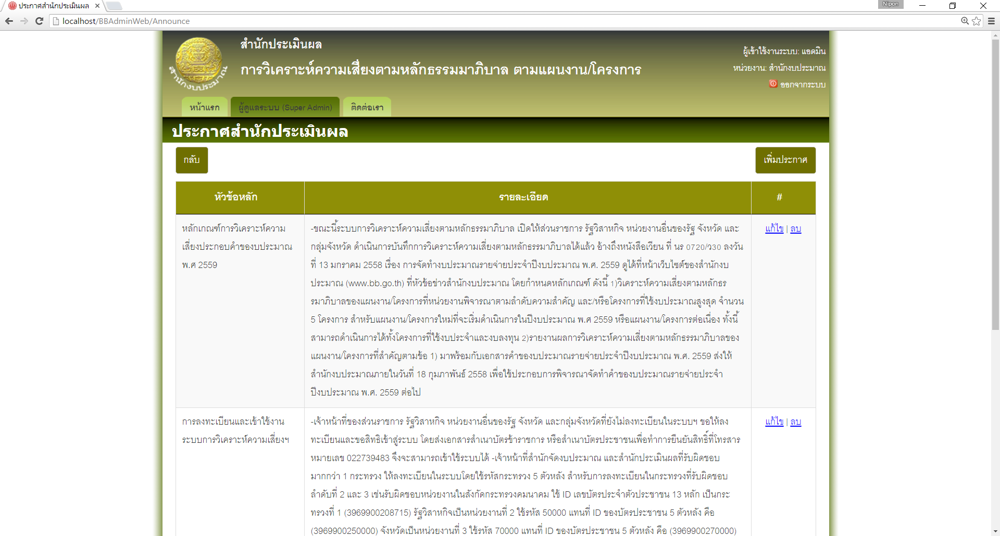 ประกาศสำนักประเมินผล
Nipon
localhost/BBAdminWeb/Announce
สำนักงบประมาณ
สำนักประเมินผล
การวิเคราะห์ความเสี่ยงตามหลักธรรมมาภิบาล ตามแผนงาน/โครงการ
ผู้เข้าใช้งานระบบ: แอดมิน
หน่วยงาน: สำนักงบประมาณ
ออกจากระบบ
หน้าแรก
ผู้ดูแลระบบ (Super Admin)
ติดต่อเรา
ประกาศสำนักประเมินผล
กลับ
เพิ่มประกาศ
หัวข้อหลัก
รายละเอียด
#
หลักเกณฑ์การวิเคราะห์ความ
เสี่ยงประกอบคำของบประมาณ
พ.ศ 2559
-ขณะนี้ระบบการวิเคราะห์ความเสี่ยงตามหลักธรรมาภิบาล เปิดให้ส่วนราชการ รัฐวิสาหกิจ หน่วยงานอื่นของรัฐ จังหวัด และ
กลุ่มจังหวัด ดำเนินการบันทึกการวิเคราะห์ความเสี่ยงตามหลักธรรมาภิบาลได้แล้ว อ้างถึงหนังสือเวียน ที่ นร 0720/ว30 ลงวัน
ที่ 13 มกราคม 2558 เรื่อง การจัดทำงบประมาณรายจ่ายประจำปีงบประมาณ พ.ศ. 2559 ดูได้ที่หน้าเว็บไซต์ของสำนักงบ
ประมาณ (www.bb.go.th) ที่หัวข้อข่าวสำนักงบประมาณ โดยกำหนดหลักเกณฑ์ ดังนี้ 1)วิเคราะห์ความเสี่ยงตามหลักธร
รมาภิบาลของแผนงาน/โครงการที่หน่วยงานพิจารณาตามลำดับความสำคัญ และ/หรือโครงการที่ใช้งบประมาณสูงสุด จำนวน
5 โครงการ สำหรับแผนงาน/โครงการใหม่ที่จะเริ่มดำเนินการในปีงบประมาณ พ.ศ 2559 หรือแผนงาน/โครงการต่อเนื่อง ทั้งนี้
สามารถดำเนินการได้ทั้งโครงการที่ใช้งบประจำและงบลงทุน 2)รายงานผลการวิเคราะห์ความเสี่ยงตามหลักธรรมาภิบาลของ
แผนงาน/โครงการที่สำคัญตามข้อ 1) มาพร้อมกับเอกสารคำของบประมาณรายจ่ายประจำปีงบประมาณ พ.ศ. 2559 ส่งให้
สำนักงบประมาณภายในวันที่ 18 กุมภาพันธ์ 2558 เพื่อใช้ประกอบการพิจารณาจัดทำคำของบประมาณรายจ่ายประจำ
ปีงบประมาณ พ.ศ. 2559 ต่อไป
แก้ไข | ลบ
การลงทะเบียนและเข้าใช้งาน
ระบบการวิเคราะห์ความเสี่ยงฯ
-เจ้าหน้าที่ของส่วนราชการ รัฐวิสาหกิจ หน่วยงานอื่นของรัฐ จังหวัด และกลุ่มจังหวัดที่ยังไม่ลงทะเบียนในระบบฯ ขอให้ลง
ทะเบียนและขอสิทธิเข้าสู่ระบบ โดยส่งเอกสารสำเนาบัตรข้าราชการ หรือสำเนาบัตรประชาชนเพื่อทำการยืนยันสิทธิ์ที่โทรสาร
หมายเลข 022739483 จึงจะสามารถเข้าใช้ระบบได้ -เจ้าหน้าที่สำนักจัดงบประมาณ และสำนักประเมินผลที่รับผิดชอบ
มากกว่า 1 กระทรวง ให้ลงทะเบียนในระบบโดยใช้รหัสกระทรวง 5 ตัวหลัง สำหรับการลงทะเบียนในกระทรวงที่รับผิดชอบ
ลำดับที่ 2 และ 3 เช่นรับผิดชอบหน่วยงานในสังกัดกระทรวงคมนาคม ใช้ ID เลขบัตรประจำตัวประชาชน 13 หลัก เป็นกระ
ทรวงที่ 1 (3969900208715) รัฐวิสาหกิจเป็นหน่วยงานที่ 2 ใช้รหัส 50000 แทนที่ ID ของบัตรประชาชน 5 ตัวหลัง คือ
(3969900250000) จังหวัดเป็นหน่วยงานที่ 3 ใช้รหัส 70000 แทนที่ ID ของบัตรประชาชน 5 ตัวหลัง คือ (3969900270000)
แก้ไข | ลบ